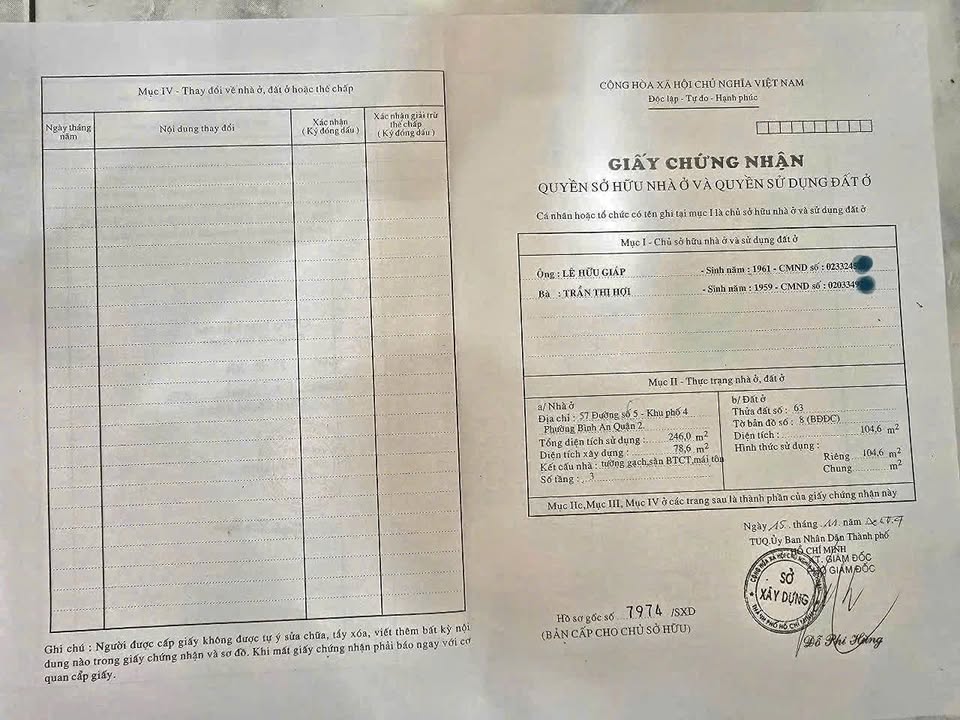 Mục IV - Thay đổi về nhà ở, đất ở hoặc thế chấp
Ngày tháng năm
Nội dung thay đổi
Xác nhận
( Ký đóng dấu )
Xác nhận giải trừ
thế chấp
( Ký đóng dấu )
Ghi chú : Người được cấp giấy không được tự ý sửa chữa, tẩy xóa, viết thêm bất kỳ nội
dung nào trong giấy chứng nhận và sơ đồ. Khi mất giấy chứng nhận phải báo ngay với cơ
quan cấp giấy.
CỘNG HÒA XÃ HỘI CHỦ NGHĨA VIỆT NAM
Độc lập - Tự do - Hạnh phúc
GIẤY CHỨNG NHẬN
QUYỀN SỞ HỮU NHÀ Ở VÀ QUYỀN SỬ DỤNG ĐẤT Ở
Cá nhân hoặc tổ chức có tên ghi tại mục I là chủ sở hữu nhà ở và sử dụng đất ở
Mục I - Chủ sở hữu nhà ở và sử dụng đất ở
Ông : LÊ HỮU GIÁP - Sinh năm : 1961 - CMND số : 0233245
Bà : TRẦN THỊ HỢI - Sinh năm : 1959 - CMND số : 0203349
Mục II - Thực trạng nhà ở, đất ở
a/ Nhà ở
Địa chỉ : 57 Đường số 5 - Khu phố 4
Phường Bình An Quận 2.
Tổng diện tích sử dụng : 246,0 m2
Diện tích xây dựng : 78,6 m2
Kết cấu nhà : tường gạch,sàn BTCT,mái tôn
Số tầng : 3
b/ Đất ở
Thửa đất số : 63
Tờ bản đồ số : 8 (BĐĐC)
Diện tích : 104,6 m2
Hình thức sử dụng :
Riêng 104,6 m2
Chung m2
Mục IIc,Mục III, Mục IV ở các trang sau là thành phần của giấy chứng nhận này
Ngày 15 tháng 11 năm
TUQ.Ủy Ban Nhân Dân Thành phố
HỒ CHÍ MINH
KT. GIÁM ĐỐC
PHÓ GIÁM ĐỐC
SỞ
XÂY DỰNG
Hồ sơ gốc số 7974 /SXD
(BẢN CẤP CHO CHỦ SỞ HỮU)
Đỗ Phi Hùng